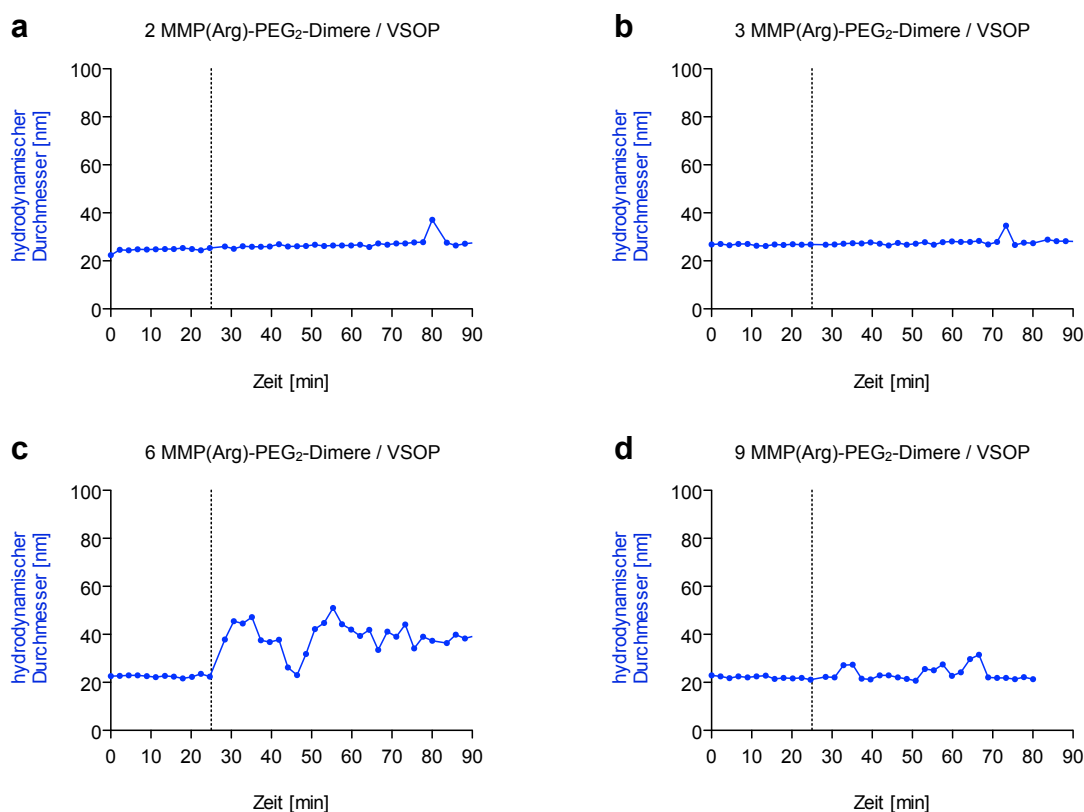 a
2 MMP(Arg)-PEG₂-Dimere / VSOP
hydrodynamischer
Durchmesser [nm]
100
80
60
40
20
0
0 10 20 30 40 50 60 70 80 90
Zeit [min]
b
3 MMP(Arg)-PEG₂-Dimere / VSOP
hydrodynamischer
Durchmesser [nm]
100
80
60
40
20
0
0 10 20 30 40 50 60 70 80 90
Zeit [min]
c
6 MMP(Arg)-PEG₂-Dimere / VSOP
hydrodynamischer
Durchmesser [nm]
100
80
60
40
20
0
0 10 20 30 40 50 60 70 80 90
Zeit [min]
d
9 MMP(Arg)-PEG₂-Dimere / VSOP
hydrodynamischer
Durchmesser [nm]
100
80
60
40
20
0
0 10 20 30 40 50 60 70 80 90
Zeit [min]